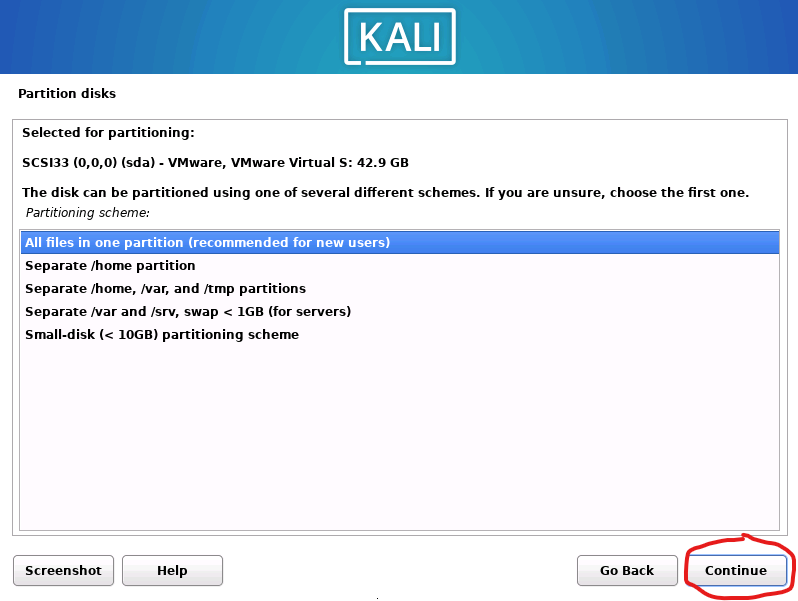 KALI
Partition disks
Selected for partitioning:
SCSI33 (0,0,0) (sda) - VMware, VMware Virtual S: 42.9 GB
The disk can be partitioned using one of several different schemes. If you are unsure, choose the first one.
Partitioning scheme:
All files in one partition (recommended for new users)
Separate /home partition
Separate /home, /var, and /tmp partitions
Separate /var and /srv, swap < 1GB (for servers)
Small-disk (< 10GB) partitioning scheme
Screenshot Help Go Back Continue